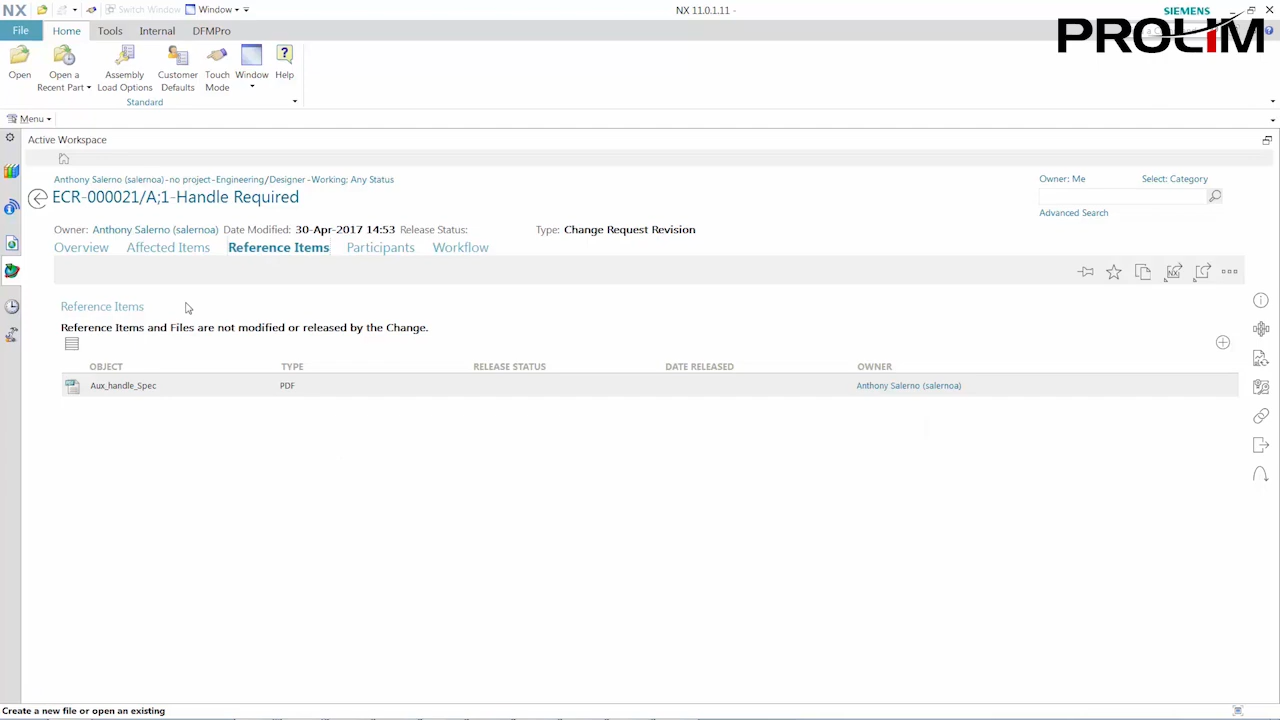 NX
Switch Window
Window
NX 11.0.1.11 -
SIEMENS
File
Home
Tools
Internal
DFMPro
PROLIM
Open
Open a
Recent Part
Assembly
Load Options
Customer
Defaults
Touch
Mode
Window
Help
Standard
Menu
Active Workspace
Anthony Salerno (salernoa)-no project-Engineering/Designer-Working: Any Status
Owner: Me
Select: Category
ECR-000021/A;1-Handle Required
Advanced Search
Owner: Anthony Salerno (salernoa) Date Modified: 30-Apr-2017 14:53 Release Status:
Type: Change Request Revision
Overview
Affected Items
Reference Items
Participants
Workflow
NX
Reference Items
Reference Items and Files are not modified or released by the Change.
OBJECT
TYPE
RELEASE STATUS
DATE RELEASED
OWNER
Aux_handle_Spec
PDF
Anthony Salerno (salernoa)
Create a new file or open an existing